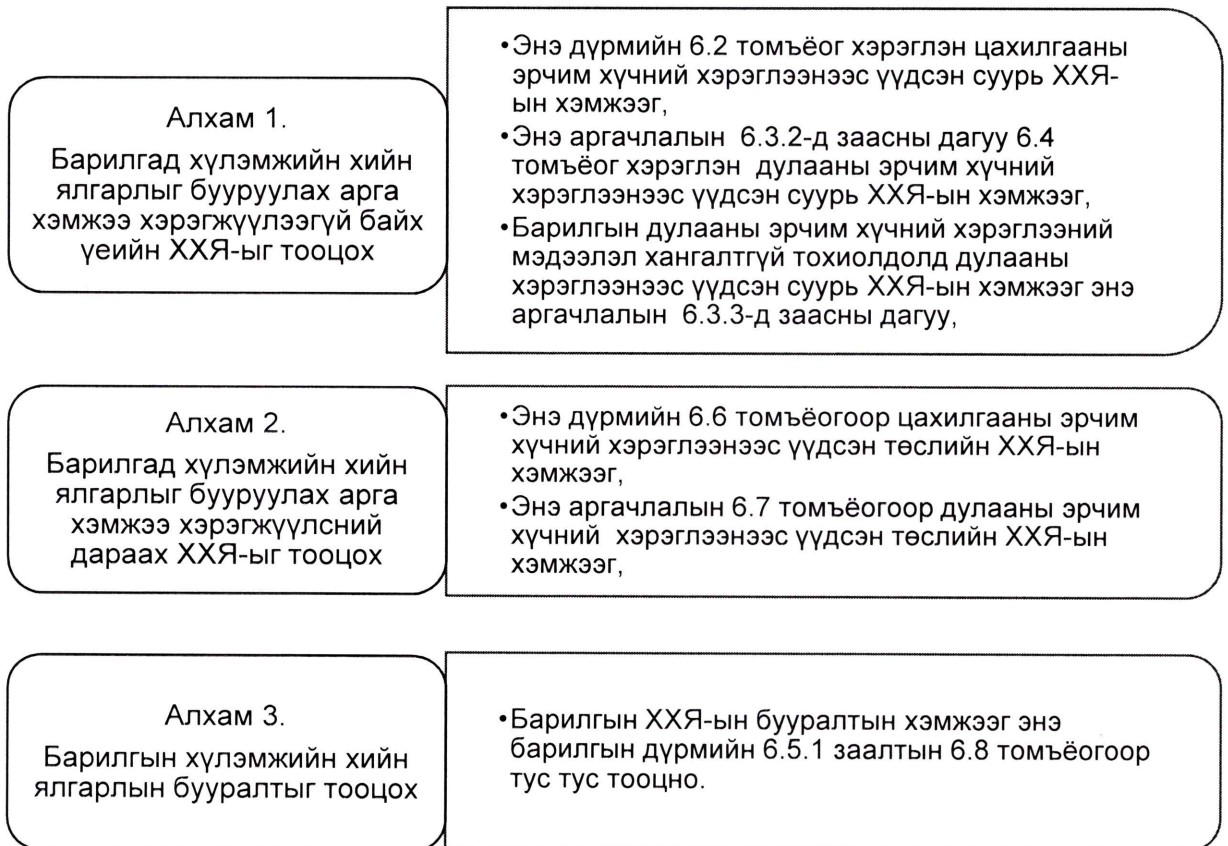 Алхам 1.
Барилгад хүлэмжийн хийн
ялгарлыг бууруулах арга
хэмжээ хэрэгжүүлээгүй байх
үеийн ХХЯ-ыг тооцох
•Энэ дүрмийн 6.2 томъёог хэрэглэн цахилгааны
эрчим хүчний хэрэглээнээс үүдсэн суурь ХХЯ-
ын хэмжээг,
•Энэ аргачлалын 6.3.2-д заасны дагуу 6.4
томъёог хэрэглэн дулааны эрчим хүчний
хэрэглээнээс үүдсэн суурь ХХЯ-ын хэмжээг,
•Барилгын дулааны эрчим хүчний хэрэглээний
мэдээлэл хангалтгүй тохиолдолд дулааны
хэрэглээнээс үүдсэн суурь ХХЯ-ын хэмжээг энэ
аргачлалын 6.3.3-д заасны дагуу,
Алхам 2.
Барилгад хүлэмжийн хийн
ялгарлыг бууруулах арга
хэмжээ хэрэгжүүлсний
дараах ХХЯ-ыг тооцох
•Энэ дүрмийн 6.6 томъёогоор цахилгааны эрчим
хүчний хэрэглээнээс үүдсэн төслийн ХХЯ-ын
хэмжээг,
•Энэ аргачлалын 6.7 томъёогоор дулааны эрчим
хүчний хэрэглээнээс үүдсэн төслийн ХХЯ-ын
хэмжээг,
Алхам 3.
Барилгын хүлэмжийн хийн
ялгарлын бууралтыг тооцох
•Барилгын ХХЯ-ын бууралтын хэмжээг энэ
барилгын дүрмийн 6.5.1 заалтын 6.8 томъёогоор
тус тус тооцно.